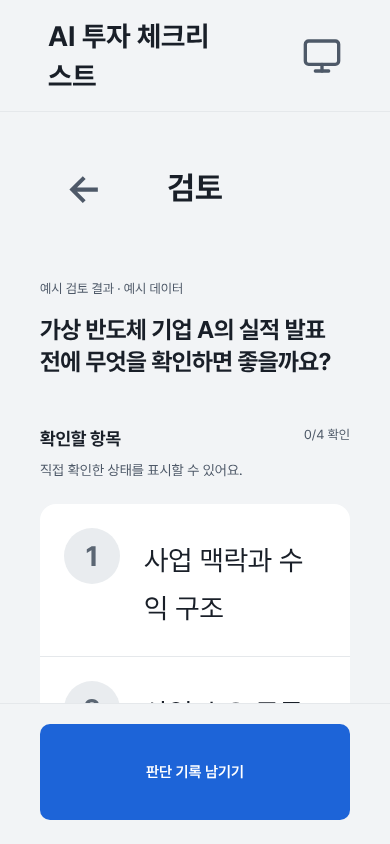 AI 투자 체크리
스트
검토
예시 검토 결과 · 예시 데이터
가상 반도체 기업 A의 실적 발표
전에 무엇을 확인하면 좋을까요?
확인할 항목
0/4 확인
직접 확인한 상태를 표시할 수 있어요.
1
사업 맥락과 수
익 구조
판단 기록 남기기